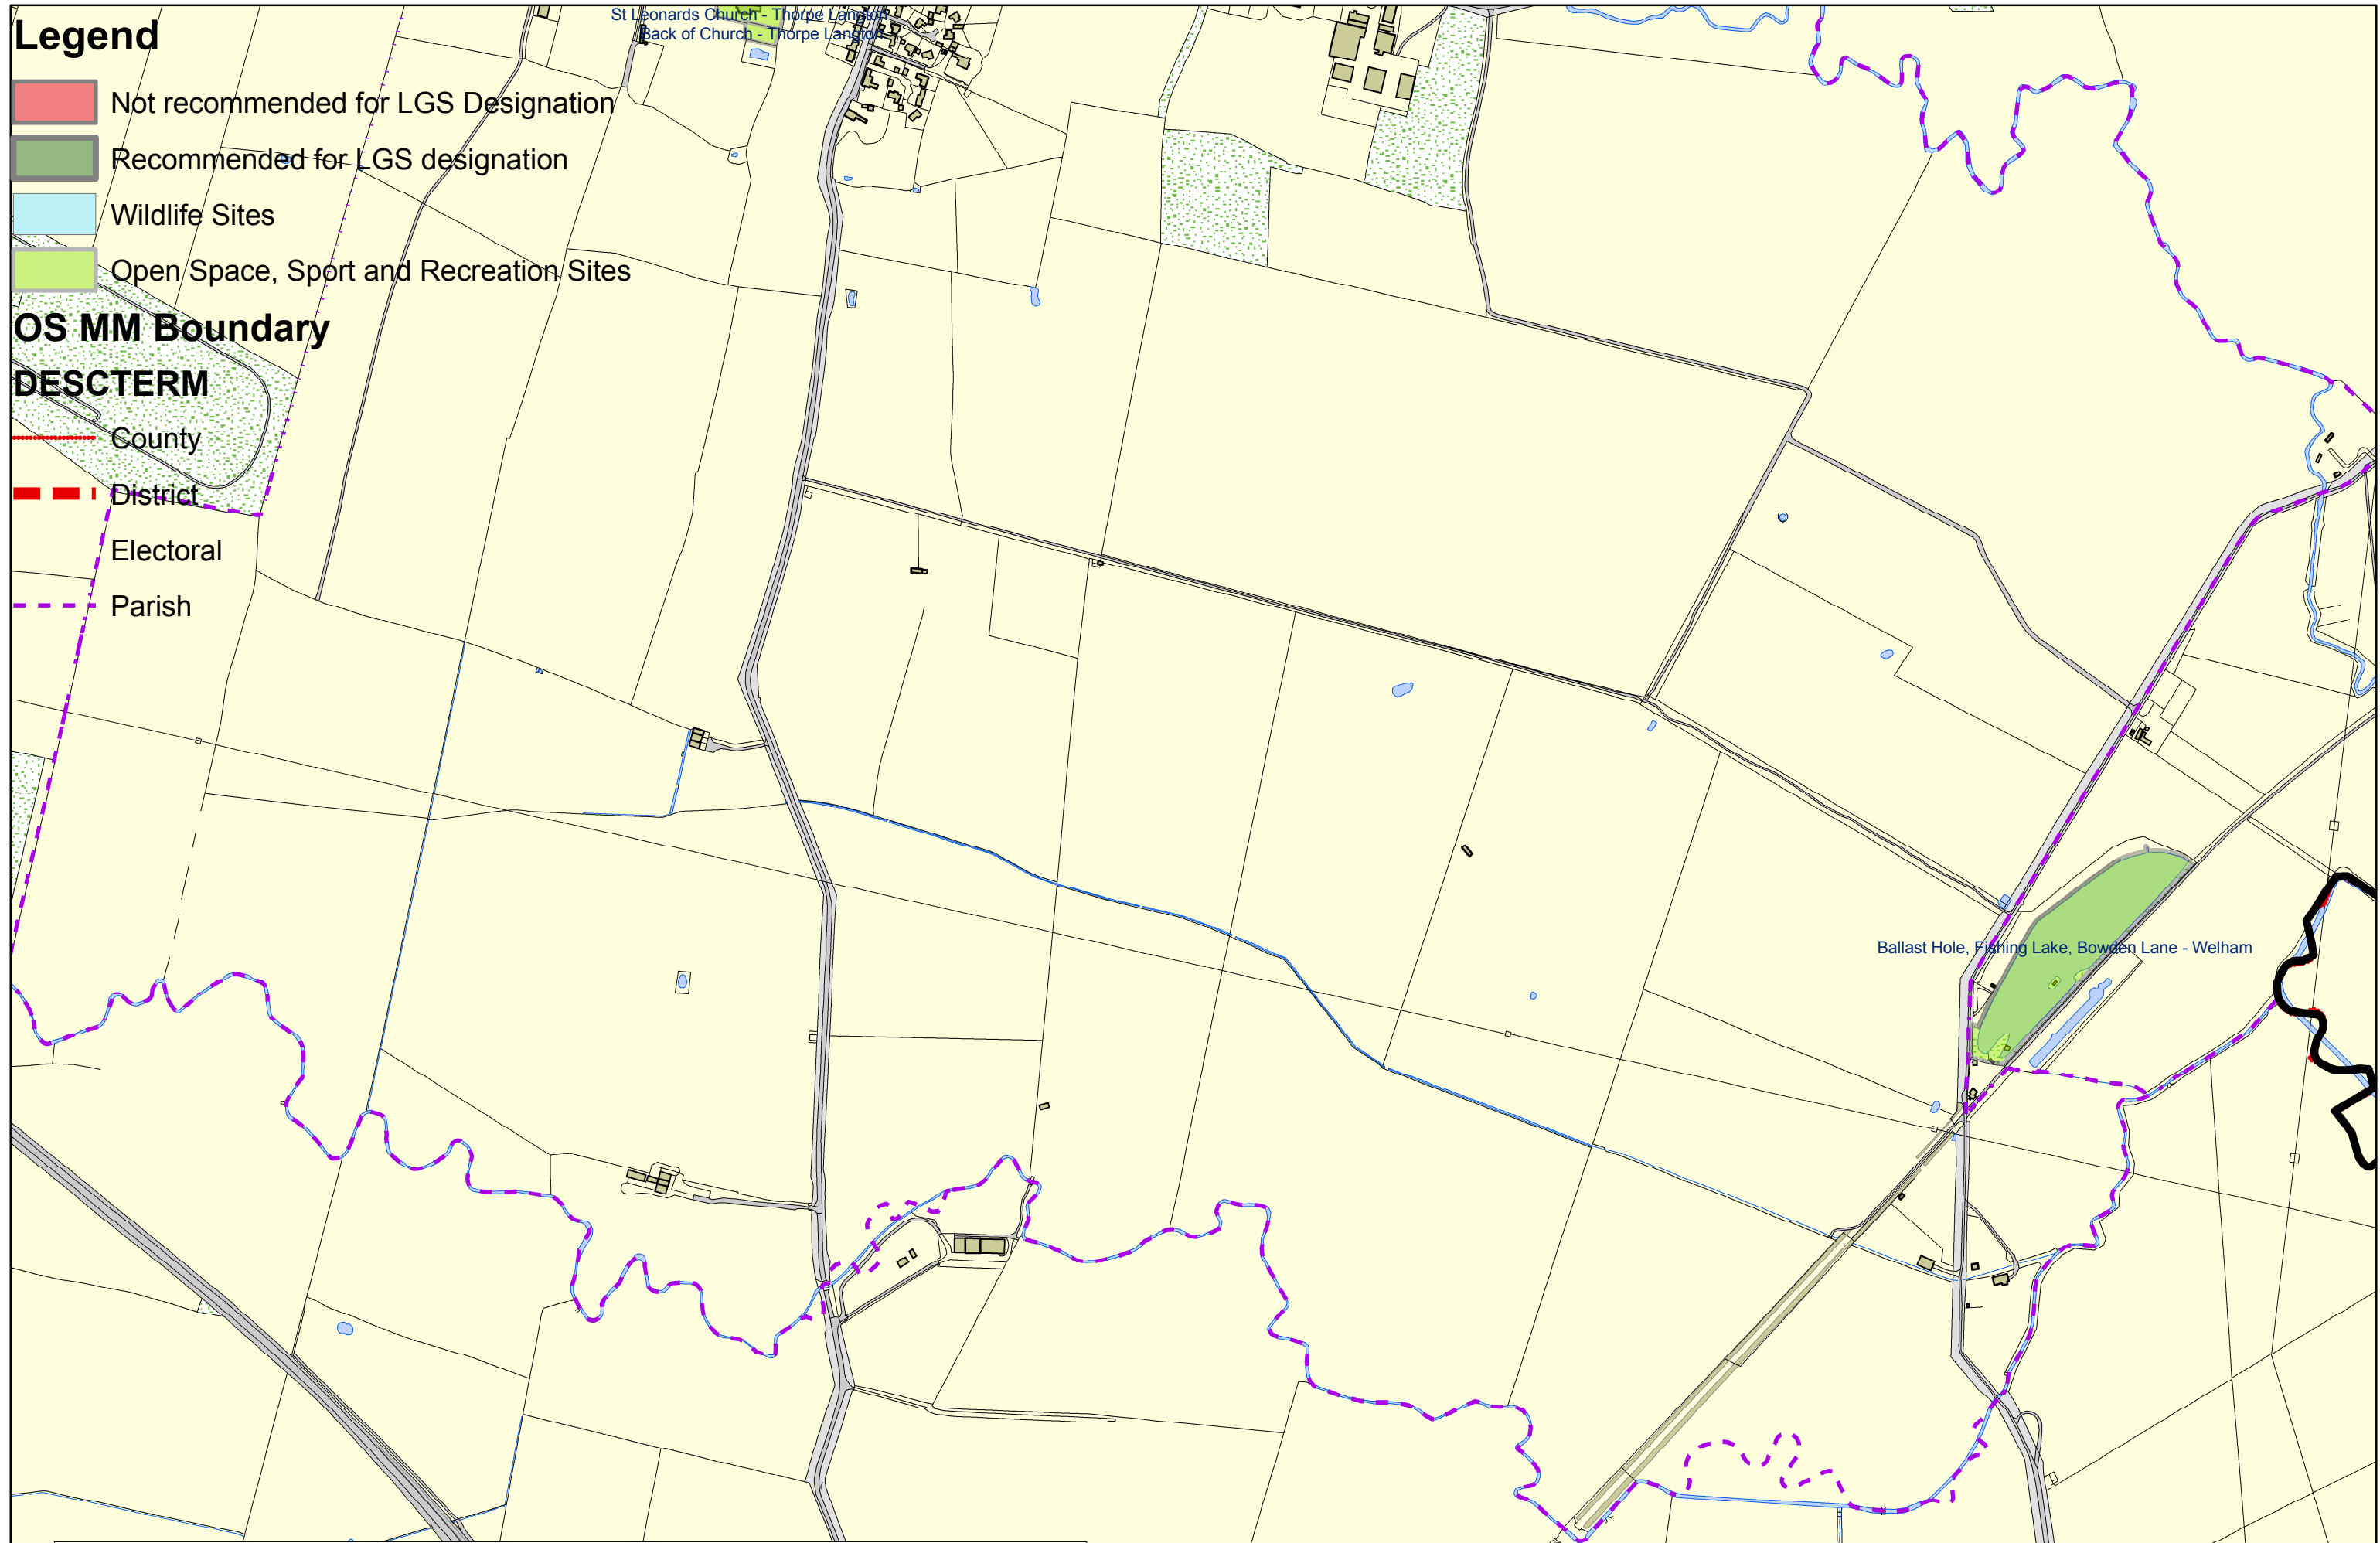 St Leonards Church - Thorpe Langton
Back of Church - Thorpe Langton
Legend
Not recommended for LGS Designation
Recommended for LGS designation
Wildlife Sites
Open Space, Sport and Recreation Sites
OS MM Boundary
DESCTERM
County
District
Electoral
Parish
Ballast Hole, Fishing Lake, Bowden Lane - Welham